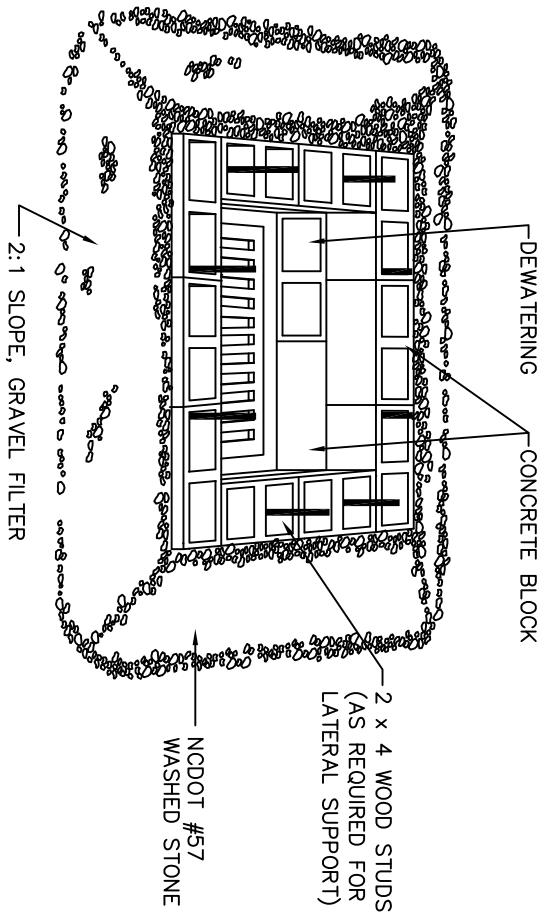 DEWATERING
CONCRETE BLOCK
2 x 4 WOOD STUDS
(AS REQUIRED FOR
LATERAL SUPPORT)
NCDOT #57
WASHED STONE
2:1 SLOPE, GRAVEL FILTER